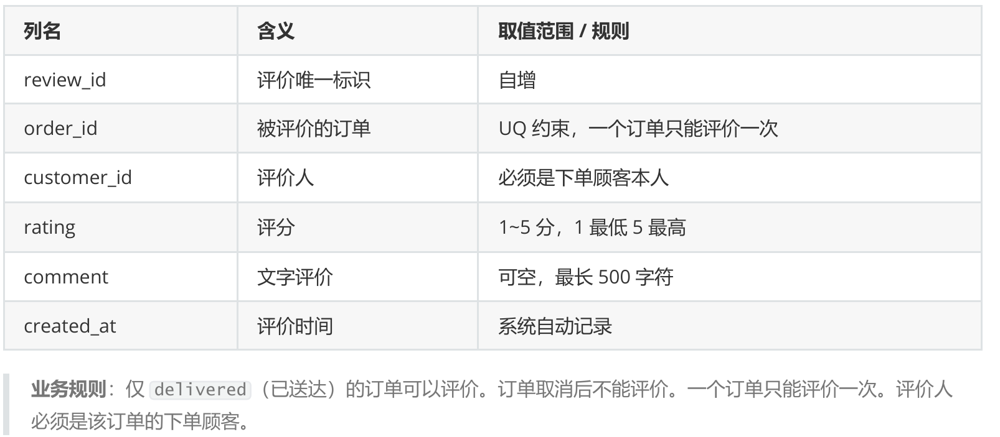 列名 含义 取值范围 / 规则
review_id 评价唯一标识 自增
order_id 被评价的订单 UQ 约束，一个订单只能评价一次
customer_id 评价人 必须是下单顾客本人
rating 评分 1~5 分，1 最低 5 最高
comment 文字评价 可空，最长 500 字符
created_at 评价时间 系统自动记录
业务规则：仅 delivered（已送达）的订单可以评价。订单取消后不能评价。一个订单只能评价一次。评价人
必须是该订单的下单顾客。